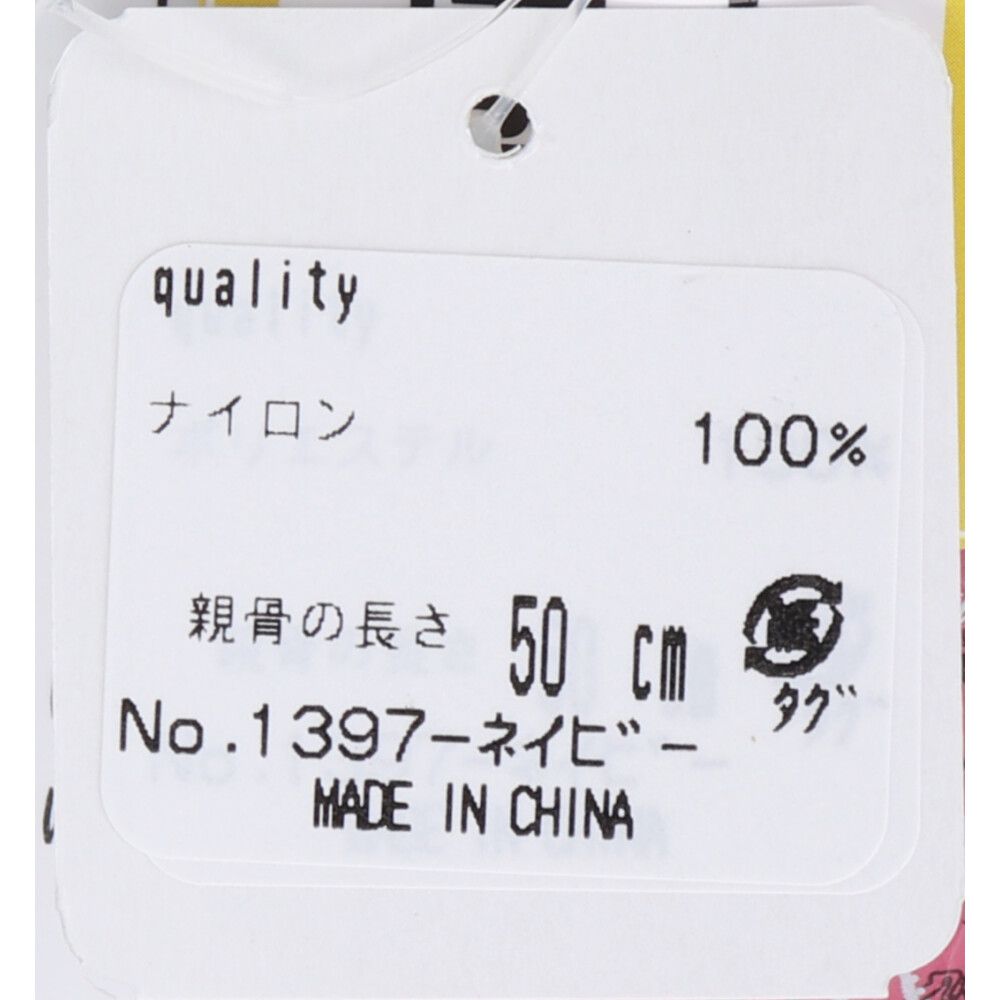 quality
ナイロン 100%
親骨の長さ 50 cm
紙
タグ
No.1397-ネイビー
MADE IN CHINA